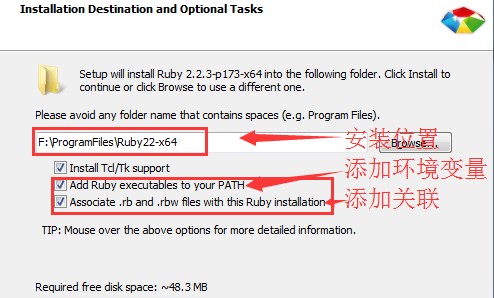 Installation Destination and Optional Tasks
Setup will install Ruby 2.2.3-p173-x64 into the following folder. Click Install to
continue or click Browse to use a different one.
Please avoid any folder name that contains spaces (e.g. Program Files).
F:\ProgramFiles\Ruby22-x64
安装位置
Browse...
Install Tcl/Tk support
添加环境变量
Add Ruby executables to your PATH
Associate .rb and .rbw files with this Ruby installation
添加关联
TIP: Mouse over the above options for more detailed information.
Required free disk space: ~48.3 MB